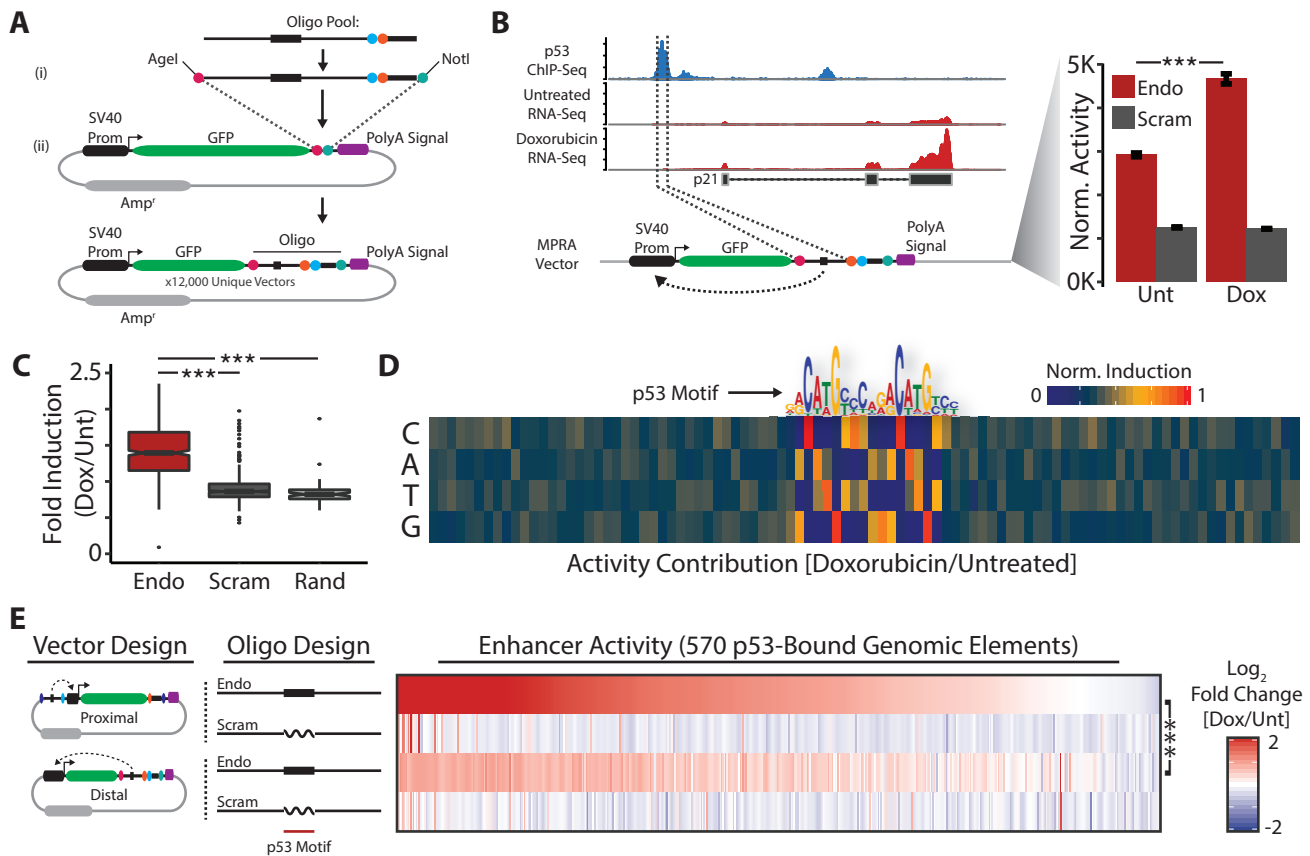 A
Oligo Pool:
AgeI
NotI
(i)
SV40
Prom
GFP
PolyA Signal
(ii)
Ampʳ
SV40
Prom
GFP
Oligo
PolyA Signal
x12,000 Unique Vectors
Ampʳ
B
p53
ChIP-Seq
Untreated
RNA-Seq
Doxorubicin
RNA-Seq
p21
MPRA
Vector
SV40
Prom
GFP
PolyA
Signal
Norm. Activity
5K
0K
***
Endo
Scram
Unt
Dox
C
Fold Induction
(Dox/Unt)
2.5
0
***
***
Endo
Scram
Rand
D
p53 Motif
Norm. Induction
0
1
C
A
T
G
Activity Contribution [Doxorubicin/Untreated]
E
Vector Design
Oligo Design
Enhancer Activity (570 p53-Bound Genomic Elements)
Proximal
Distal
Endo
Scram
Endo
Scram
p53 Motif
***
Log₂
Fold Change
[Dox/Unt]
2
-2